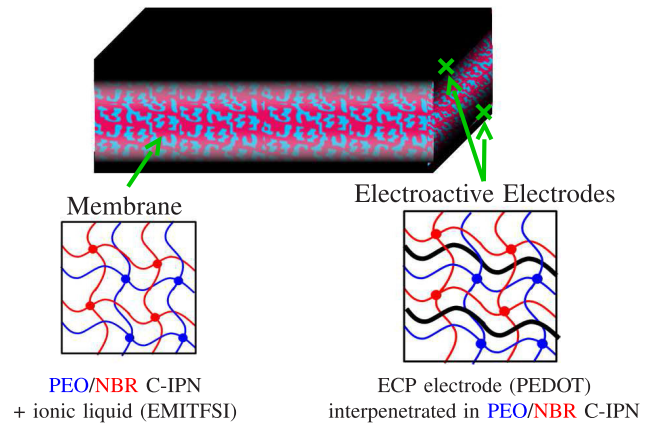 Membrane
Electroactive Electrodes
PEO/NBR C-IPN
+ ionic liquid (EMITFSI)
ECP electrode (PEDOT)
interpenetrated in PEO/NBR C-IPN